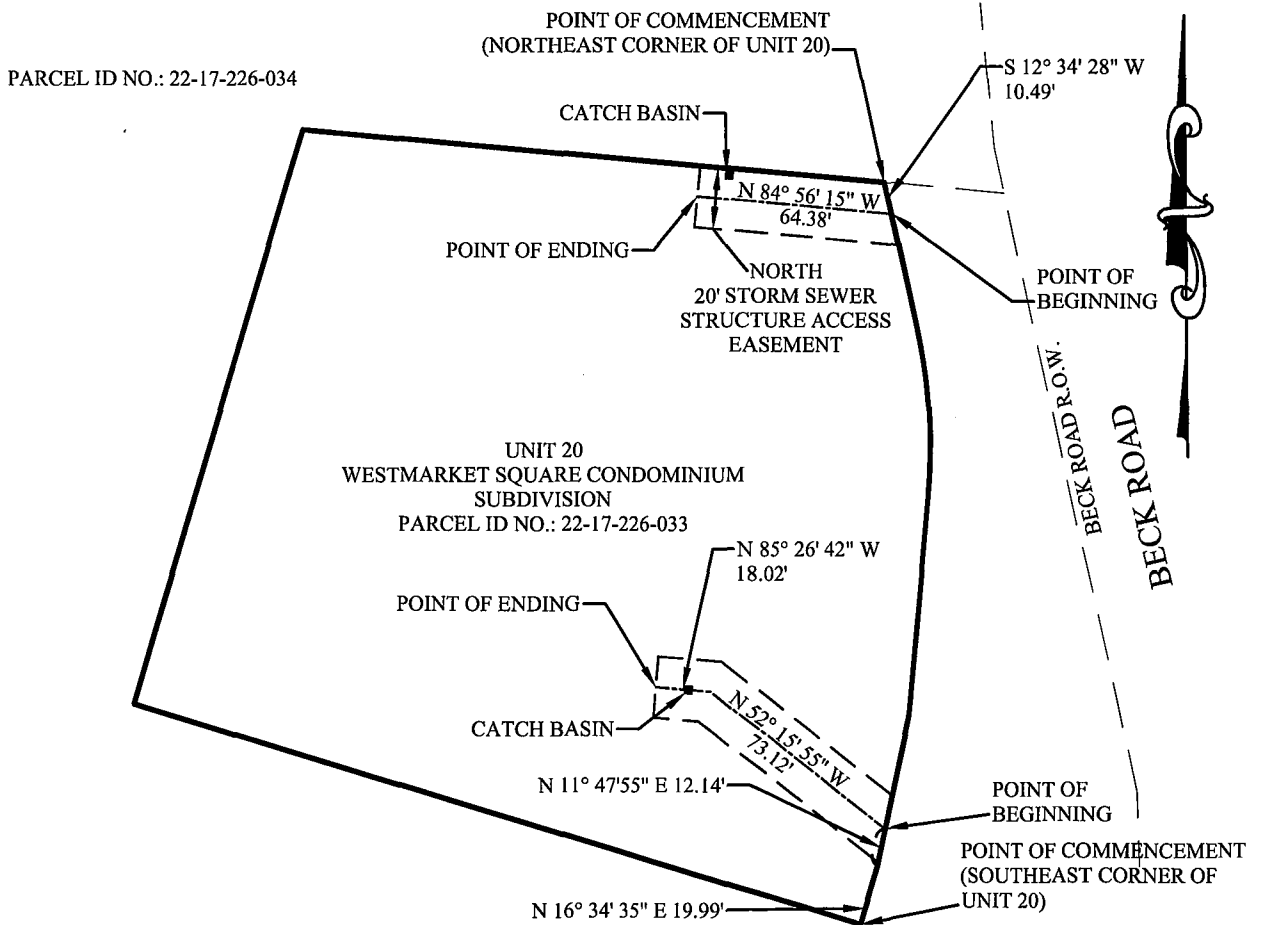 POINT OF COMMENCEMENT
(NORTHEAST CORNER OF UNIT 20)
PARCEL ID NO.: 22-17-226-034
S 12° 34' 28" W
10.49'
CATCH BASIN
N 84° 56' 15" W
64.38'
POINT OF ENDING
NORTH
20' STORM SEWER
STRUCTURE ACCESS
EASEMENT
POINT OF
BEGINNING
BECK ROAD R.O.W.
BECK ROAD
UNIT 20
WESTMARKET SQUARE CONDOMINIUM
SUBDIVISION
PARCEL ID NO.: 22-17-226-033
N 85° 26' 42" W
18.02'
POINT OF ENDING
CATCH BASIN
N 52° 15' 55" W
73.12'
N 11° 47'55" E 12.14'
POINT OF
BEGINNING
POINT OF COMMENCEMENT
(SOUTHEAST CORNER OF
UNIT 20)
N 16° 34' 35" E 19.99'